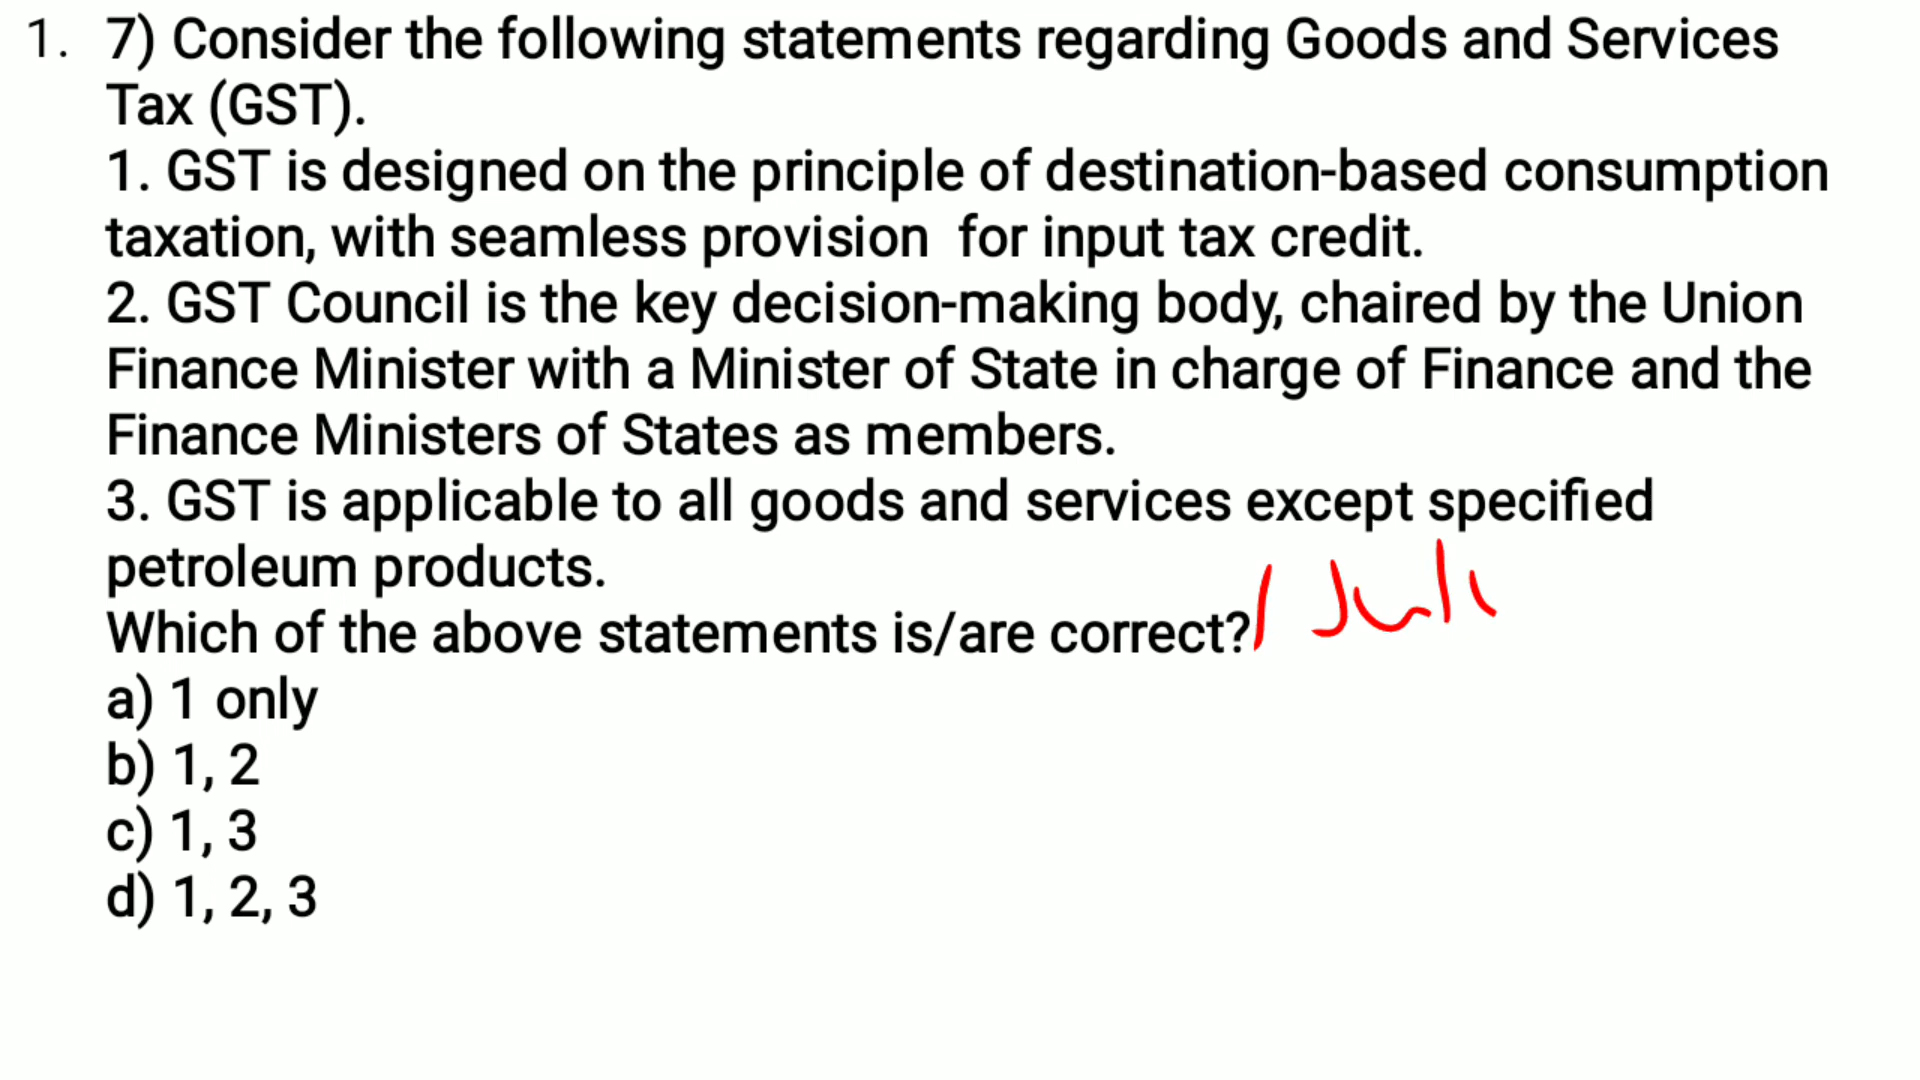 1. 7) Consider the following statements regarding Goods and Services
Tax (GST).
1. GST is designed on the principle of destination-based consumption
taxation, with seamless provision for input tax credit.
2. GST Council is the key decision-making body, chaired by the Union
Finance Minister with a Minister of State in charge of Finance and the
Finance Ministers of States as members.
3. GST is applicable to all goods and services except specified
petroleum products.
Which of the above statements is/are correct?
a) 1 only
b) 1, 2
c) 1, 3
d) 1, 2, 3